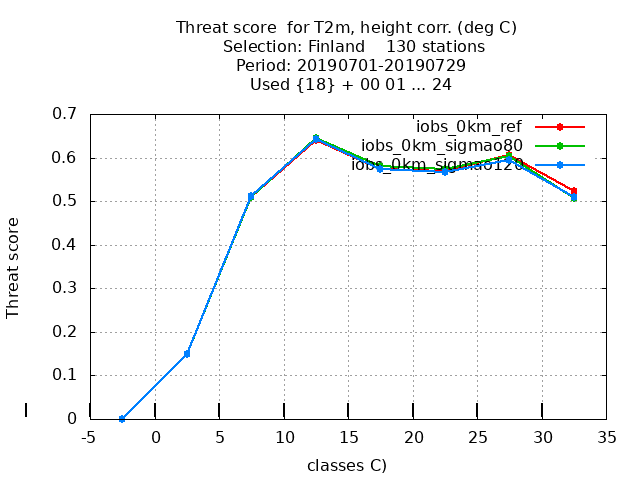 Threat score  for T2m, height corr. (deg C)
Selection: Finland    130 stations
Period: 20190701-20190729
Used {18} + 00 01 ... 24
iobs_0km_ref
iobs_0km_sigmao80
iobs_0km_sigmao120
Threat score
0.7
0.6
0.5
0.4
0.3
0.2
0.1
0
-5 0 5 10 15 20 25 30 35
classes C)